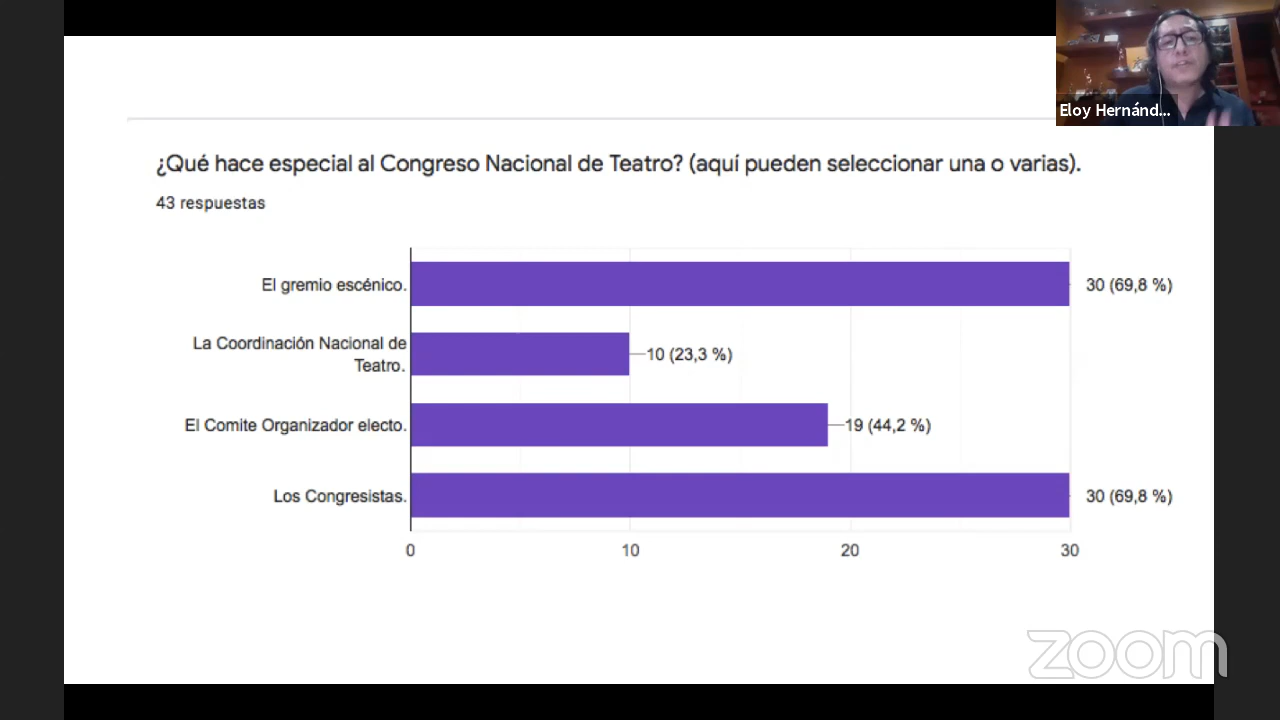 Eloy Hernánd...
¿Qué hace especial al Congreso Nacional de Teatro? (aquí pueden seleccionar una o varias).
43 respuestas
El gremio escénico.
30 (69,8 %)
La Coordinación Nacional de
Teatro.
10 (23,3 %)
El Comite Organizador electo.
19 (44,2 %)
Los Congresistas.
30 (69,8 %)
0 10 20 30
zoom